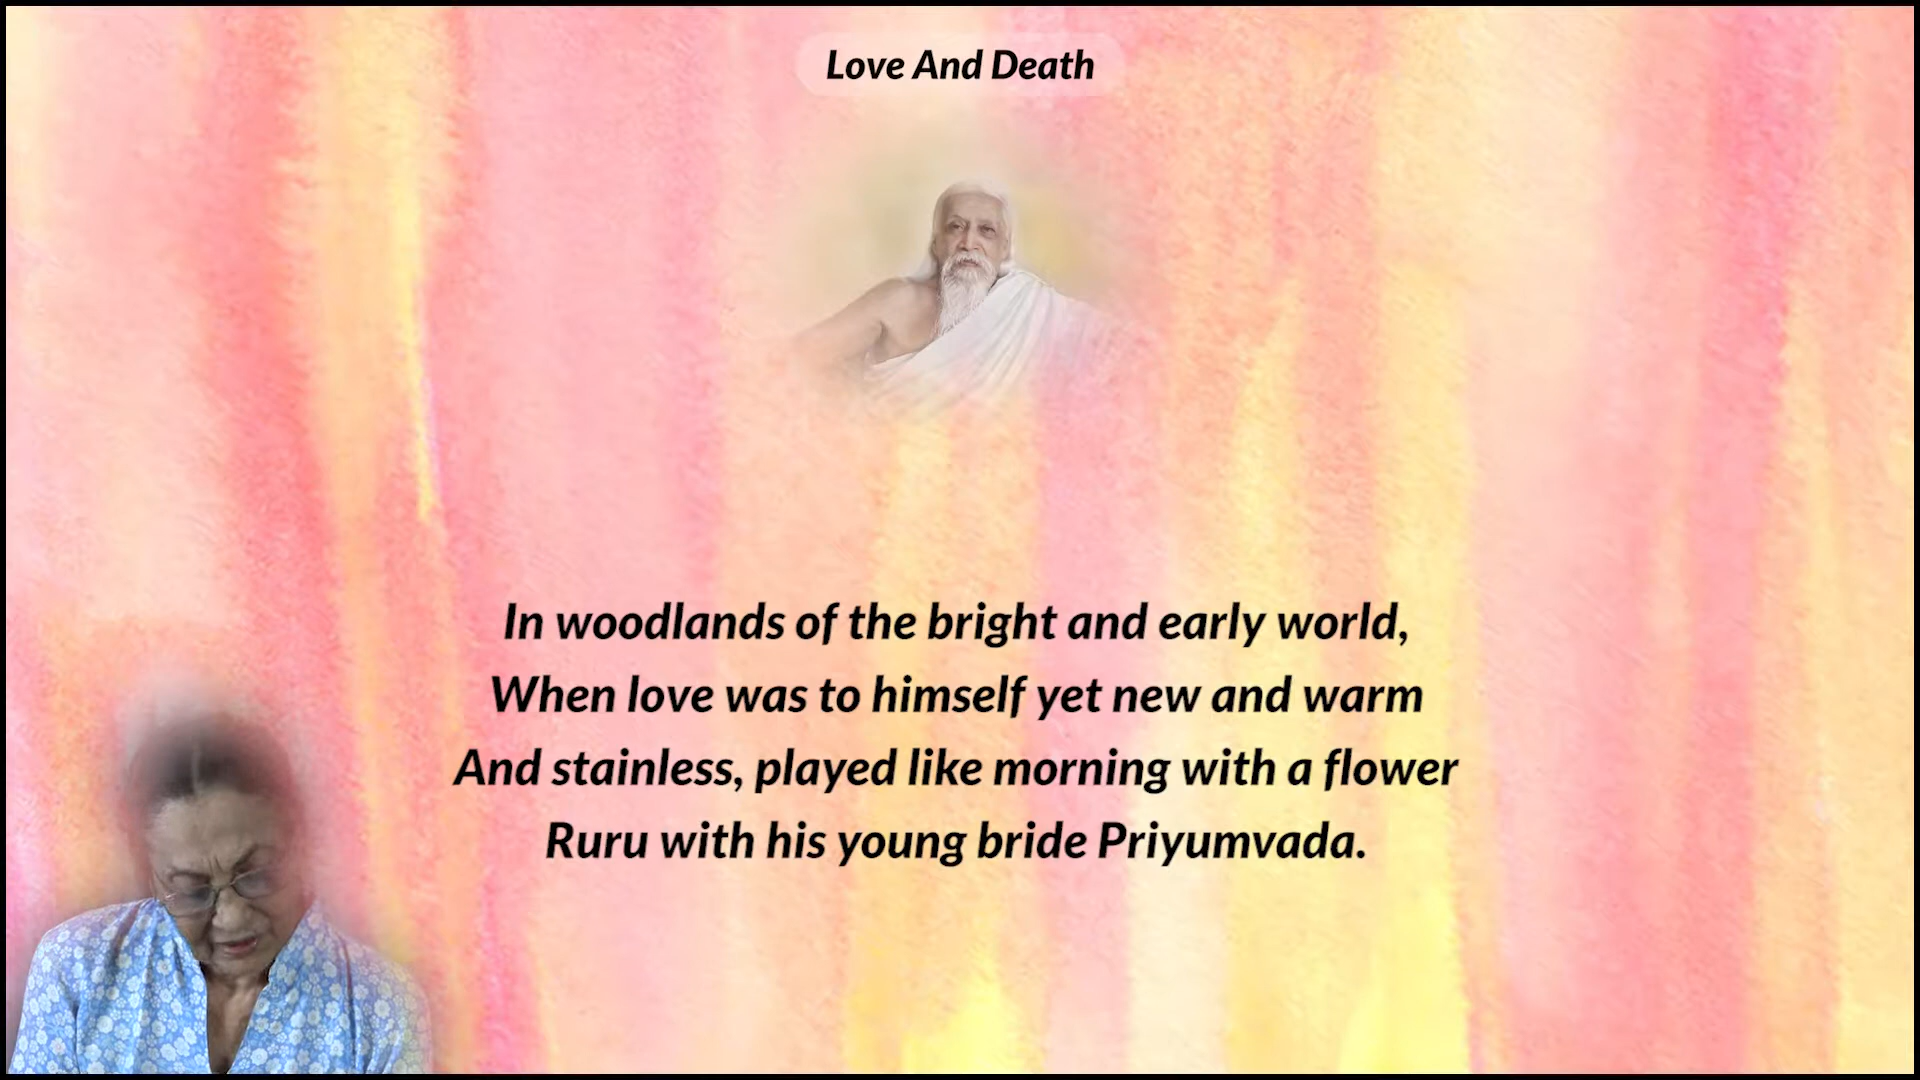 Love And Death
In woodlands of the bright and early world,
When love was to himself yet new and warm
And stainless, played like morning with a flower
Ruru with his young bride Priyumvada.